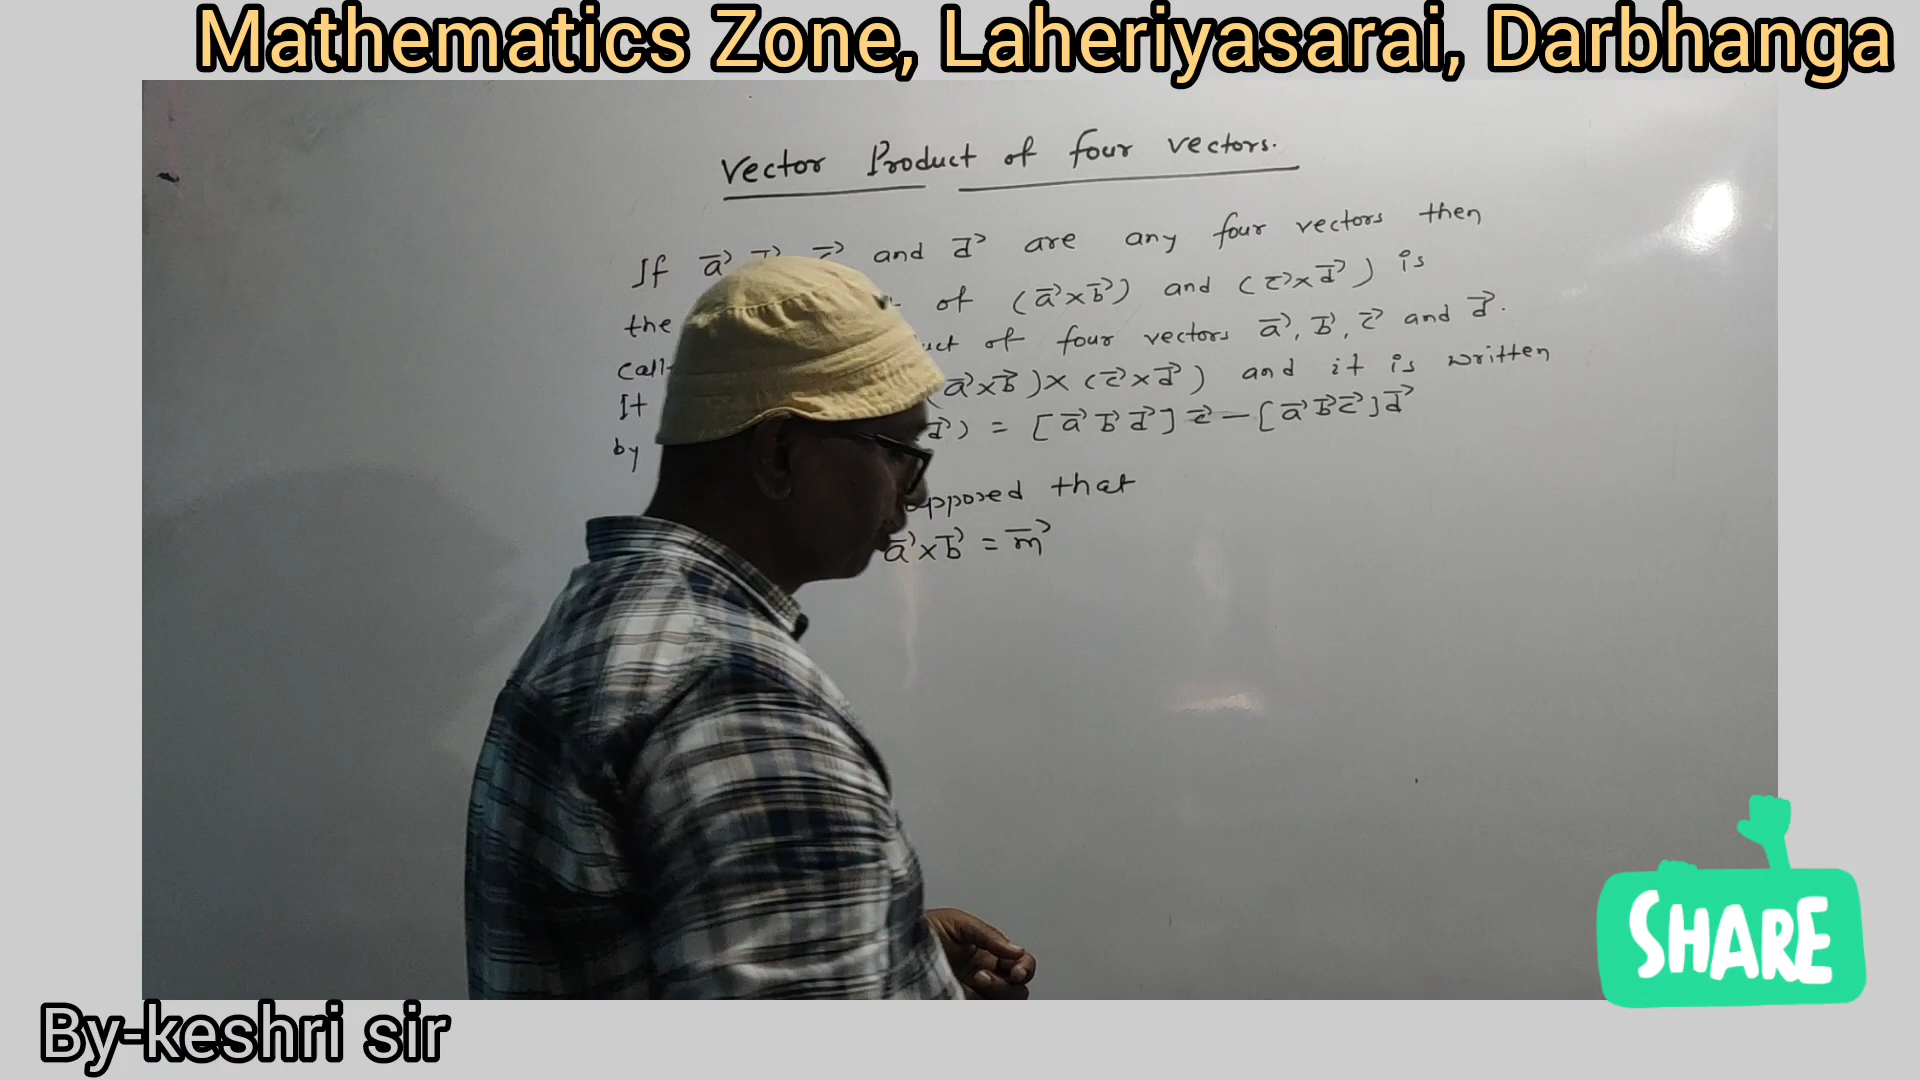 Mathematics Zone, Laheriyasarai, Darbhanga
Vector Product of four vectors.
If a⃗ and d⃗ are any four vectors then
the of (a⃗×b⃗) and (c⃗×d⃗) is
of four vectors a⃗, b⃗, c⃗ and d⃗.
It (a⃗×b⃗)×(c⃗×d⃗) and it is written
by d⃗) = [a⃗ b⃗ d⃗] c⃗ – [a⃗ b⃗ c⃗] d⃗
that
a⃗×b⃗ = m⃗
SHARE
By-keshri sir